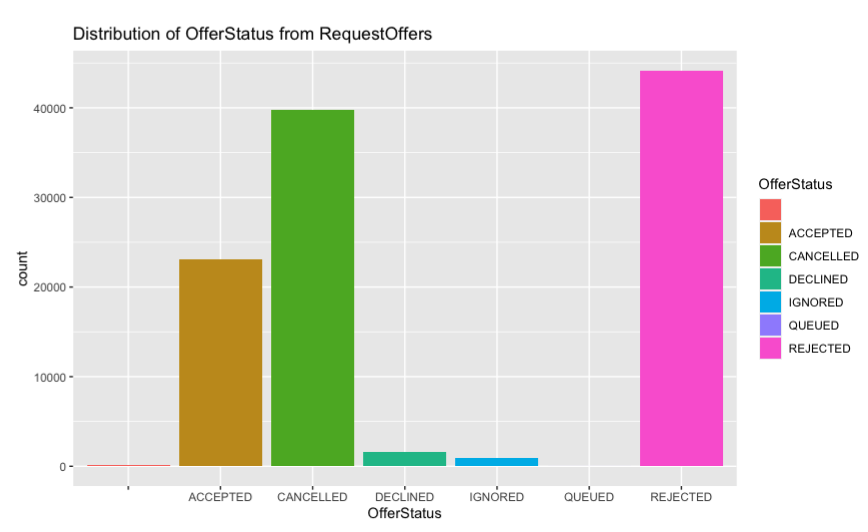 Distribution of OfferStatus from RequestOffers
count
40000
30000
20000
10000
0
ACCEPTED CANCELLED DECLINED IGNORED QUEUED REJECTED
OfferStatus
OfferStatus
ACCEPTED
CANCELLED
DECLINED
IGNORED
QUEUED
REJECTED